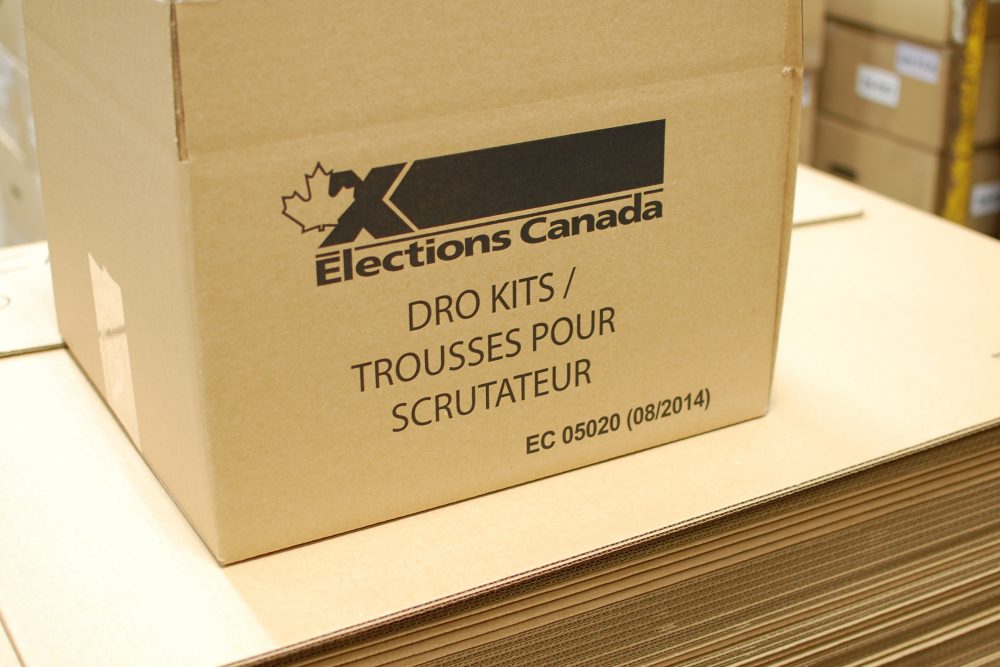 Elections Canada
DRO KITS /
TROUSSES POUR
SCRUTATEUR
EC 05020 (08/2014)